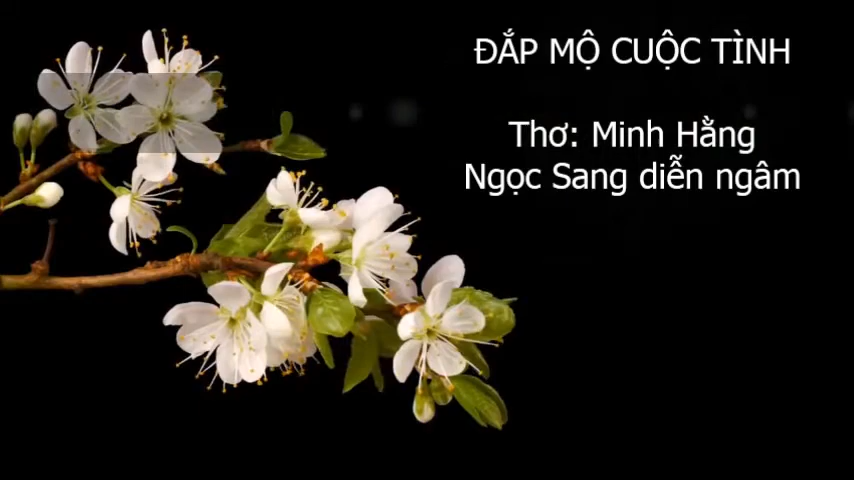 ĐẮP MỘ CUỘC TÌNH
Thơ: Minh Hằng
Ngọc Sang diễn ngâm